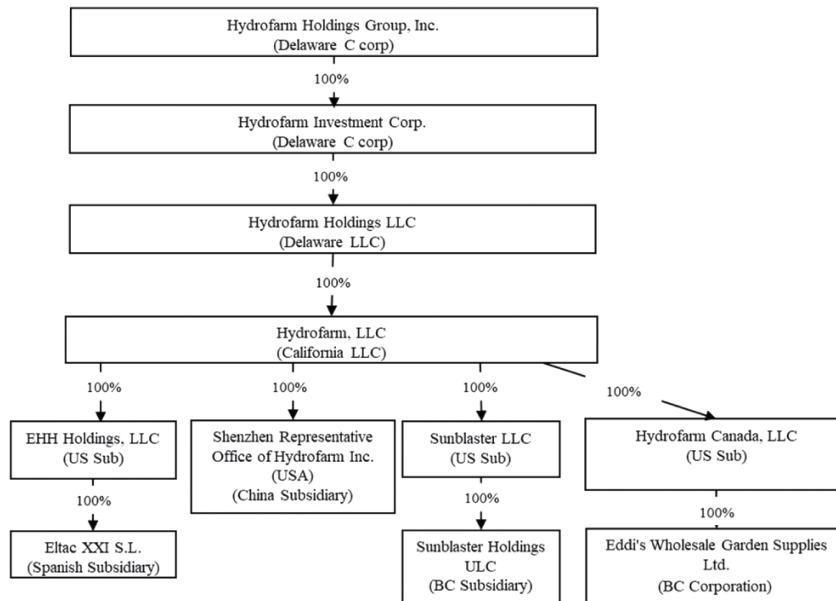 Hydrofarm Holdings Group, Inc.
(Delaware C corp)
100%
Hydrofarm Investment Corp.
(Delaware C corp)
100%
Hydrofarm Holdings LLC
(Delaware LLC)
100%
Hydrofarm, LLC
(California LLC)
100%
100%
100%
100%
EHH Holdings, LLC
(US Sub)
Shenzhen Representative
Office of Hydrofarm Inc.
(USA)
(China Subsidiary)
Sunblaster LLC
(US Sub)
Hydrofarm Canada, LLC
(US Sub)
100%
100%
100%
Eltac XXI S.L.
(Spanish Subsidiary)
Sunblaster Holdings
ULC
(BC Subsidiary)
Eddi's Wholesale Garden Supplies
Ltd.
(BC Corporation)